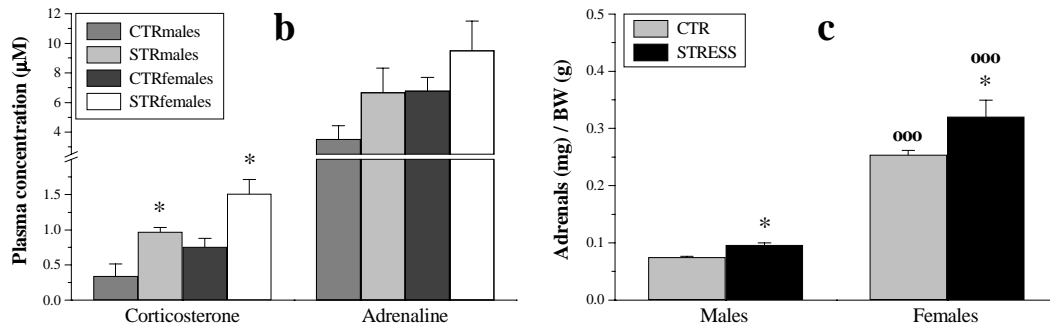 b
CTRmales
STRmales
CTRfemales
STRfemales
Plasma concentration (μM)
12
10
8
6
4
1.5
1.0
0.5
0.0
*
*
Corticosterone
Adrenaline
c
CTR
STRESS
Adrenals (mg) / BW (g)
0.5
0.4
0.3
0.2
0.1
0.0
*
ooo
ooo
*
Males
Females